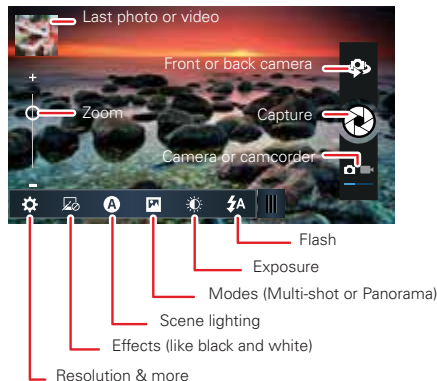 Last photo or video
Front or back camera
Zoom
Capture
Camera or camcorder
A
A
Flash
Exposure
Modes (Multi-shot or Panorama)
Scene lighting
Effects (like black and white)
Resolution & more